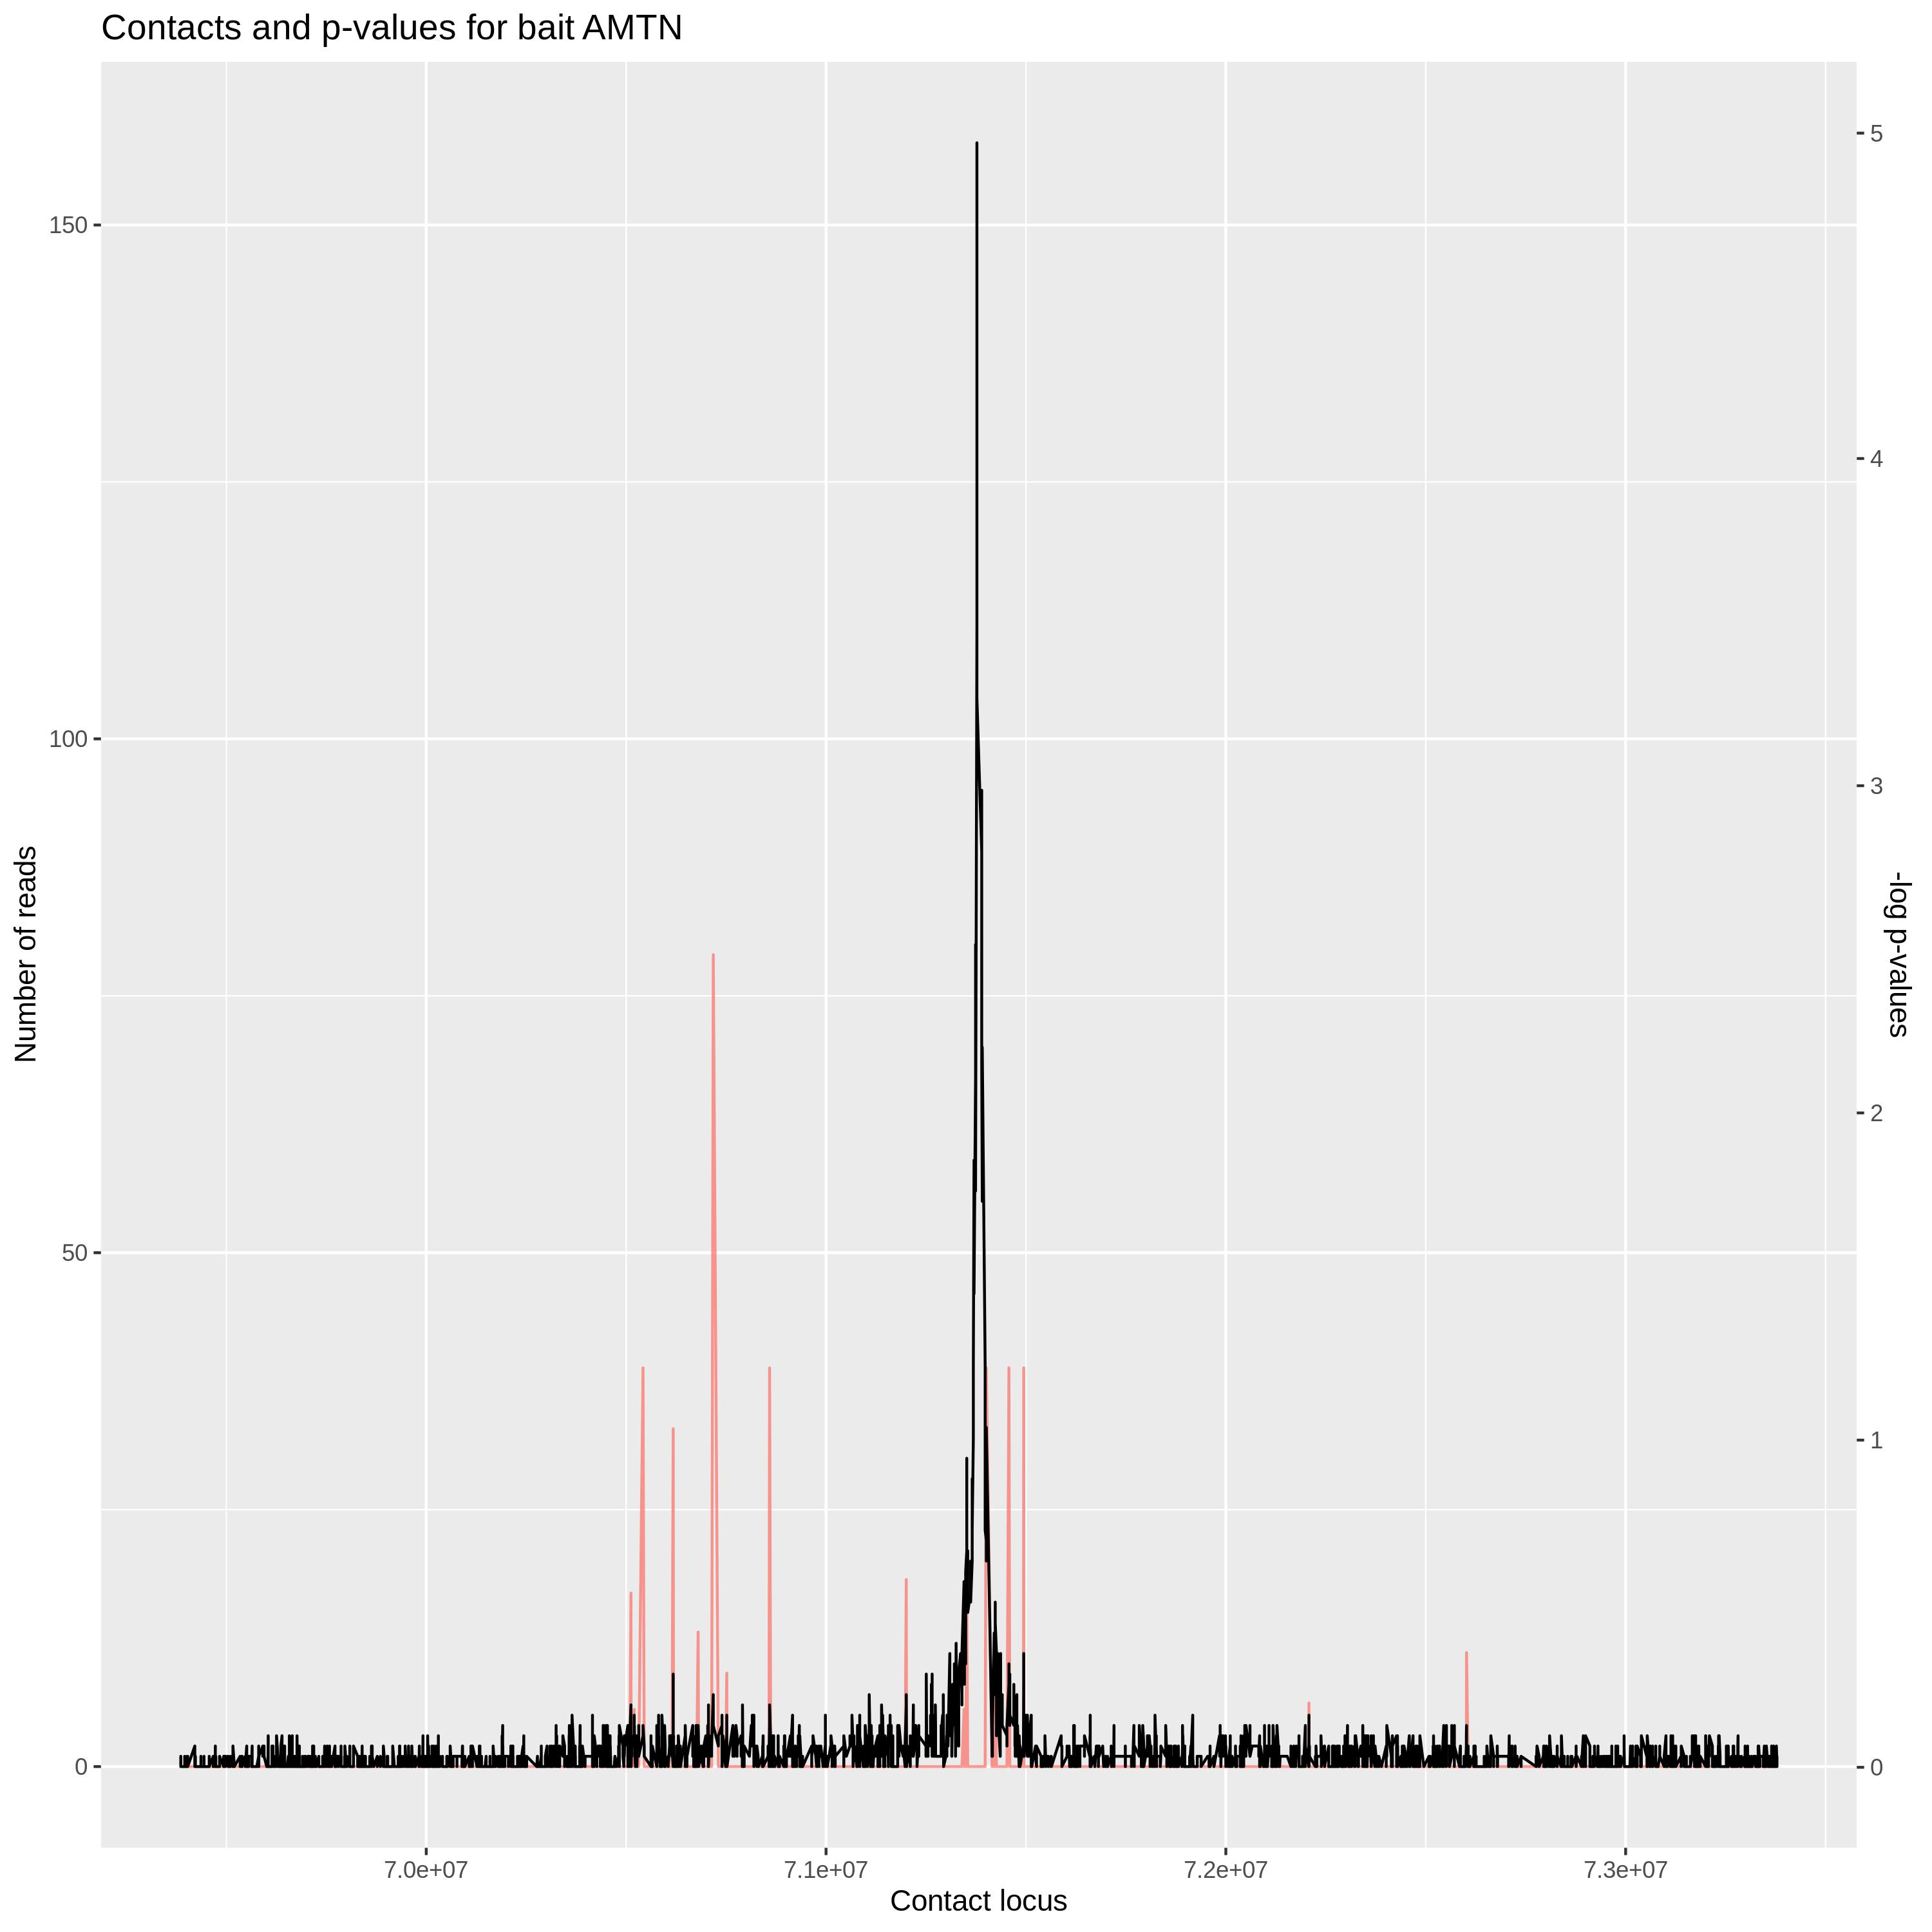 Contacts and p-values for bait AMTN
150
100
50
0
Number of reads
5
4
3
2
1
0
-log p-values
7.0e+07
7.1e+07
7.2e+07
7.3e+07
Contact locus